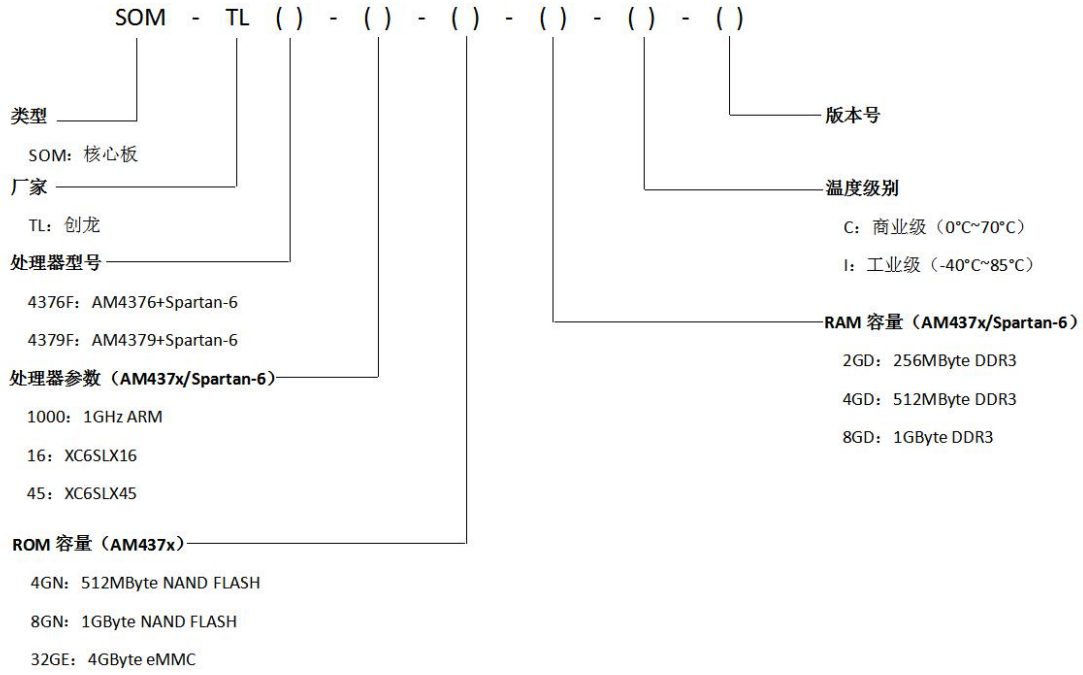 SOM - TL ( ) - ( ) - ( ) - ( ) - ( ) - ( )
类型
SOM：核心板
厂家
TL：创龙
处理器型号
4376F：AM4376+Spartan-6
4379F：AM4379+Spartan-6
处理器参数（AM437x/Spartan-6）
1000：1GHz ARM
16：XC6SLX16
45：XC6SLX45
ROM 容量（AM437x）
4GN：512MByte NAND FLASH
8GN：1GByte NAND FLASH
32GE：4GByte eMMC
版本号
温度级别
C：商业级（0°C~70°C）
I：工业级（-40°C~85°C）
RAM 容量（AM437x/Spartan-6）
2GD：256MByte DDR3
4GD：512MByte DDR3
8GD：1GByte DDR3